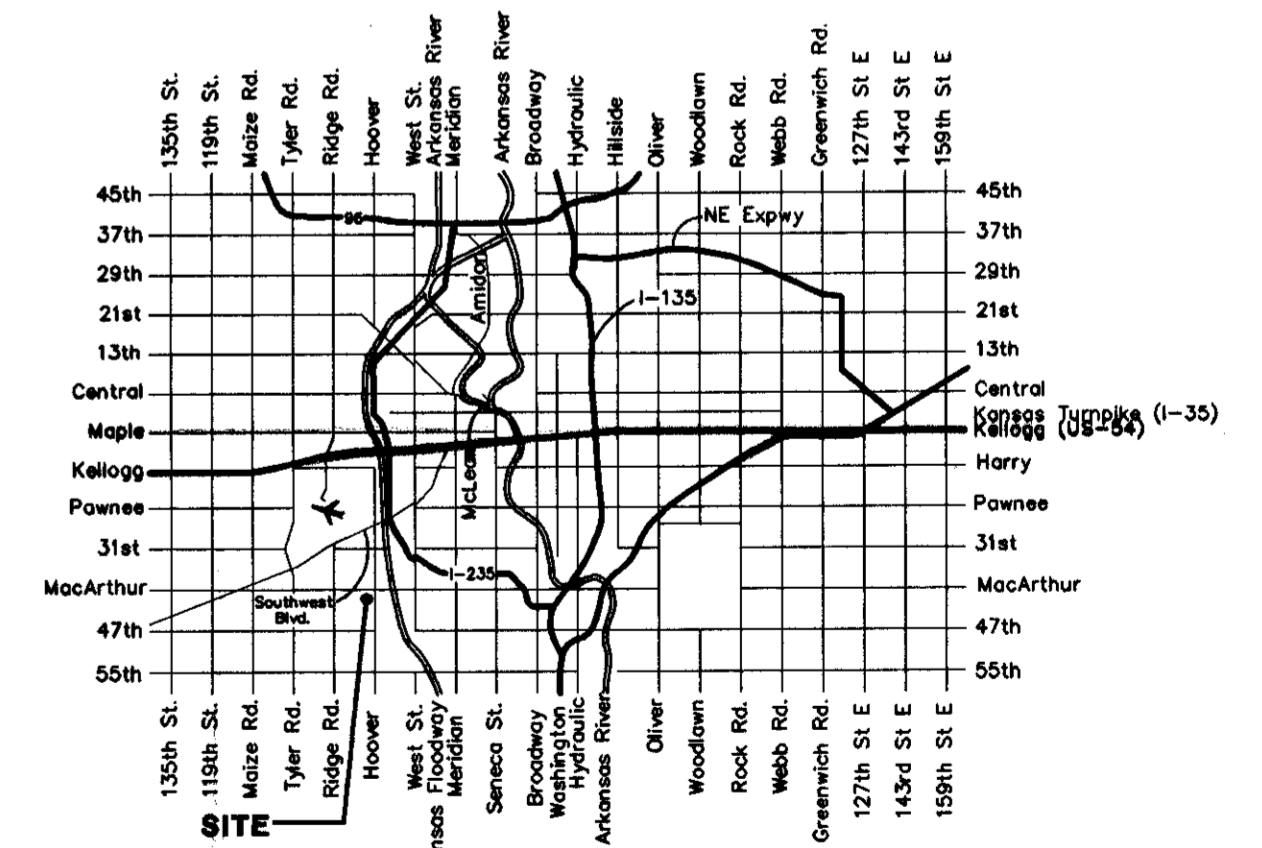 135th St.
119th St.
Maize Rd.
Tyler Rd.
Ridge Rd.
Hoover
West St.
Arkansas River
Meridian
Arkansas River
Broadway
Hydraulic
Hillside
Oliver
Woodlawn
Rock Rd.
Webb Rd.
Greenwich Rd.
127th St E
143rd St E
159th St E
45th
37th
29th
21st
13th
Central
Maple
Kellogg
Pawnee
31st
MacArthur
47th
55th
96
NE Expwy
Amidon
I-135
McLean
I-235
Southwest
Blvd.
45th
37th
29th
21st
13th
Central
Kansas Turnpike (I-35)
Kellogg (US-54)
Harry
Pawnee
31st
MacArthur
47th
55th
135th St.
119th St.
Maize Rd.
Tyler Rd.
Ridge Rd.
Hoover
West St.
nsas Floodway
Meridian
Seneca St.
Broadway
Washington
Hydraulic
Arkansas River
Oliver
Woodlawn
Rock Rd.
Webb Rd.
Greenwich Rd.
127th St E
143rd St E
159th St E
SITE